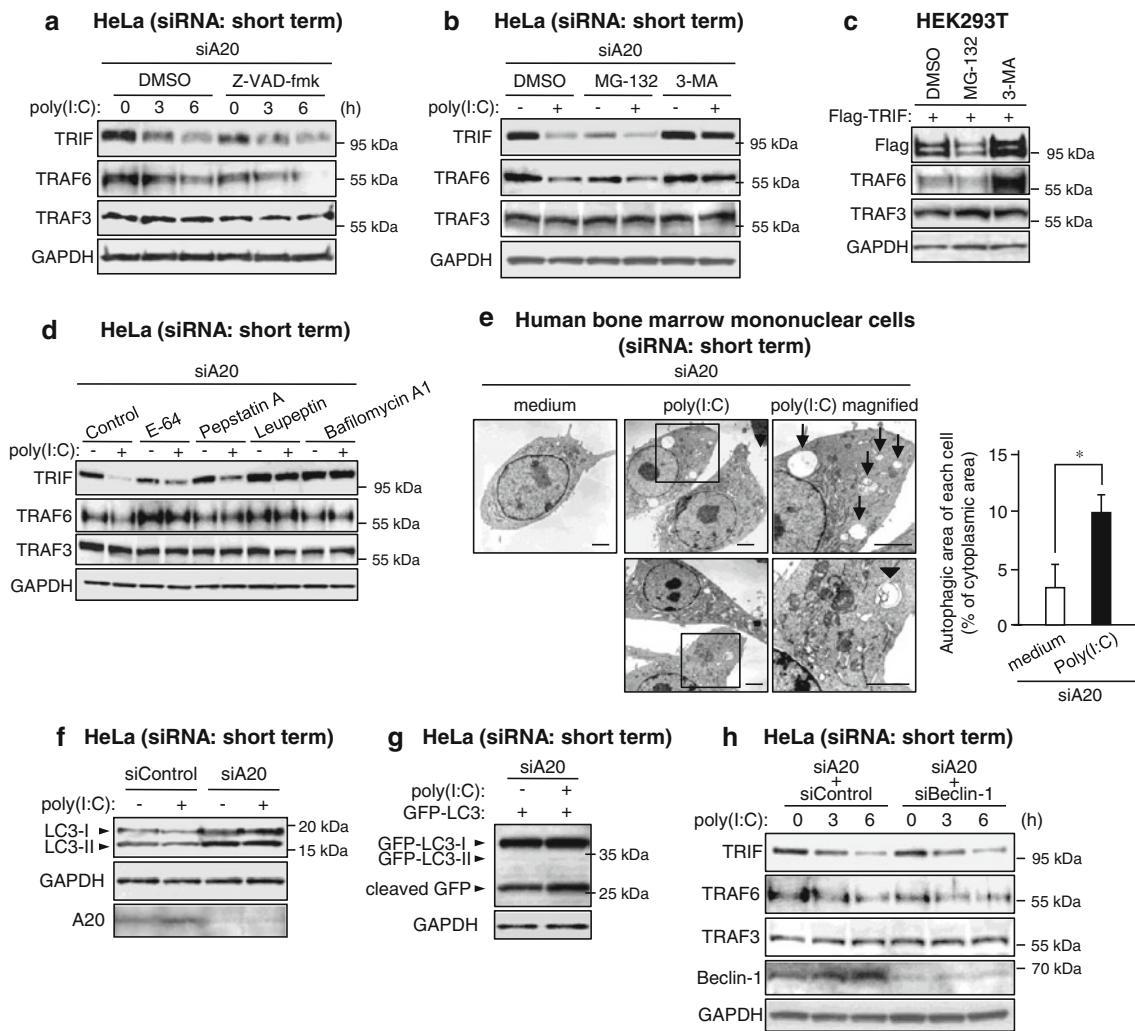 a HeLa (siRNA: short term)
siA20
DMSO Z-VAD-fmk
poly(I:C) 0 3 6 0 3 6 (h)
TRIF
95 kDa
TRAF6
55 kDa
TRAF3
55 kDa
GAPDH
b HeLa (siRNA: short term)
siA20
DMSO MG-132 3-MA
poly(I:C): - + - + - +
TRIF
95 kDa
TRAF6
55 kDa
TRAF3
55 kDa
GAPDH
c HEK293T
DMSO MG-132 3-MA
Flag-TRIF: + + +
Flag
95 kDa
TRAF6
55 kDa
TRAF3
55 kDa
GAPDH
d HeLa (siRNA: short term)
siA20
Control E-64 Pepstatin A Leupeptin Bafilomycin A1
poly(I:C): - + - + - + - + - +
TRIF
95 kDa
TRAF6
55 kDa
TRAF3
55 kDa
GAPDH
e Human bone marrow mononuclear cells
(siRNA: short term)
siA20
medium poly(I:C) poly(I:C) magnified
Autophagic area of each cell
(% of cytoplasmic area)
15
10
5
0
*
medium Poly(I:C)
siA20
f HeLa (siRNA: short term)
siControl siA20
poly(I:C): - + - +
LC3-I
20 kDa
LC3-II
15 kDa
GAPDH
A20
g HeLa (siRNA: short term)
siA20
poly(I:C): - +
GFP-LC3: + +
GFP-LC3-I
GFP-LC3-II
35 kDa
cleaved GFP
25 kDa
GAPDH
h HeLa (siRNA: short term)
siA20 siA20
+ +
siControl siBeclin-1
poly(I:C): 0 3 6 0 3 6 (h)
TRIF
95 kDa
TRAF6
55 kDa
TRAF3
55 kDa
Beclin-1
70 kDa
GAPDH